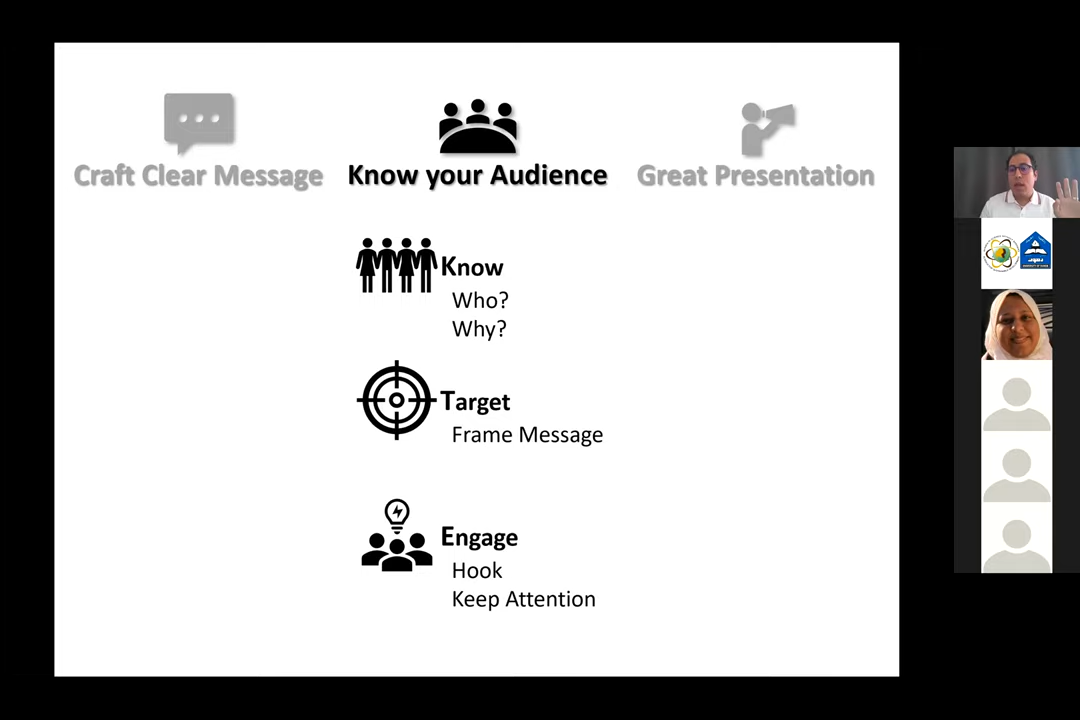 Craft Clear Message
Know your Audience
Great Presentation
Know
Who?
Why?
Target
Frame Message
Engage
Hook
Keep Attention